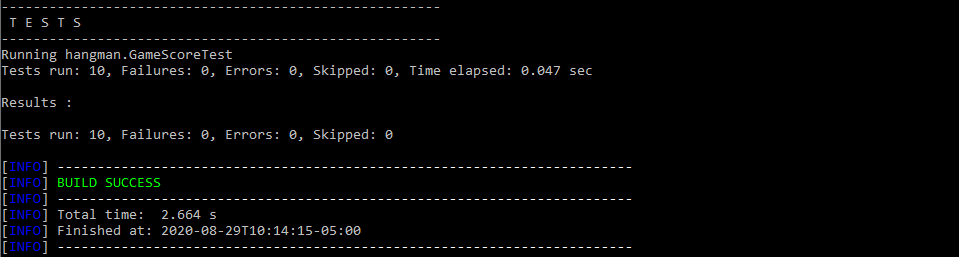 -------------------------------------------------------
 T E S T S
-------------------------------------------------------
Running hangman.GameScoreTest
Tests run: 10, Failures: 0, Errors: 0, Skipped: 0, Time elapsed: 0.047 sec

Results :

Tests run: 10, Failures: 0, Errors: 0, Skipped: 0

[INFO] ------------------------------------------------------------------------
[INFO] BUILD SUCCESS
[INFO] ------------------------------------------------------------------------
[INFO] Total time:  2.664 s
[INFO] Finished at: 2020-08-29T10:14:15-05:00
[INFO] ------------------------------------------------------------------------